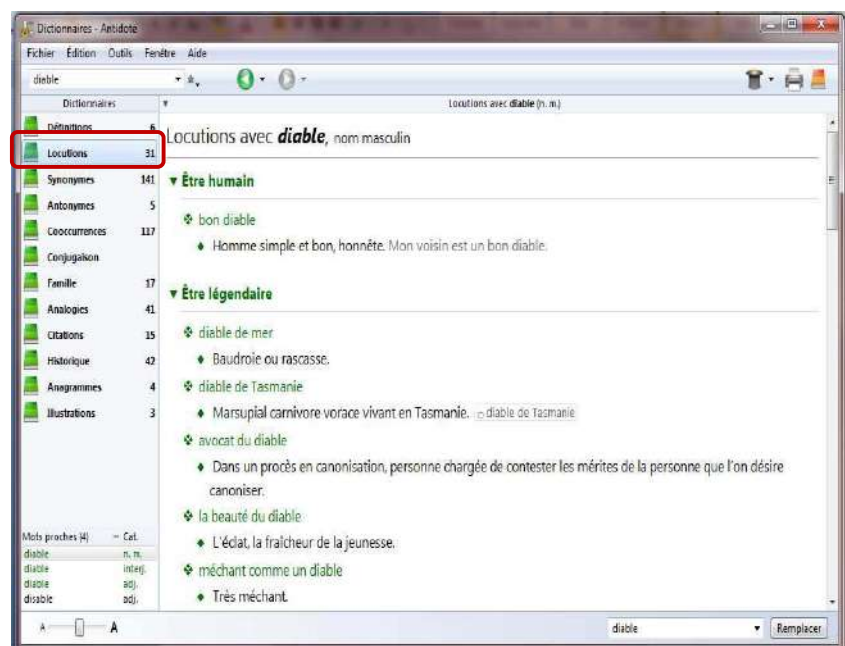 Dictionnaires - Antidote
Fichier Édition Outils Fenêtre Aide
diable
Dictionnaires
Locutions avec diable (n. m.)
Définitions 6
Locutions 31
Synonymes 141
Antonymes 5
Cooccurrences 117
Conjugaison
Famille 17
Analogies 41
Citations 15
Historique 42
Anagrammes 4
Illustrations 3
Locutions avec diable, nom masculin
Être humain
bon diable
Homme simple et bon, honnête. Mon voisin est un bon diable.
Être légendaire
diable de mer
Baudroie ou rascasse.
diable de Tasmanie
Marsupial carnivore vorace vivant en Tasmanie. diable de Tasmanie
avocat du diable
Dans un procès en canonisation, personne chargée de contester les mérites de la personne que l'on désire
canoniser.
la beauté du diable
L'éclat, la fraîcheur de la jeunesse.
méchant comme un diable
Très méchant.
Mots proches (4) Cat.
diable n. m.
diable interj.
diable adj.
disable adj.
A A
diable
Remplacer